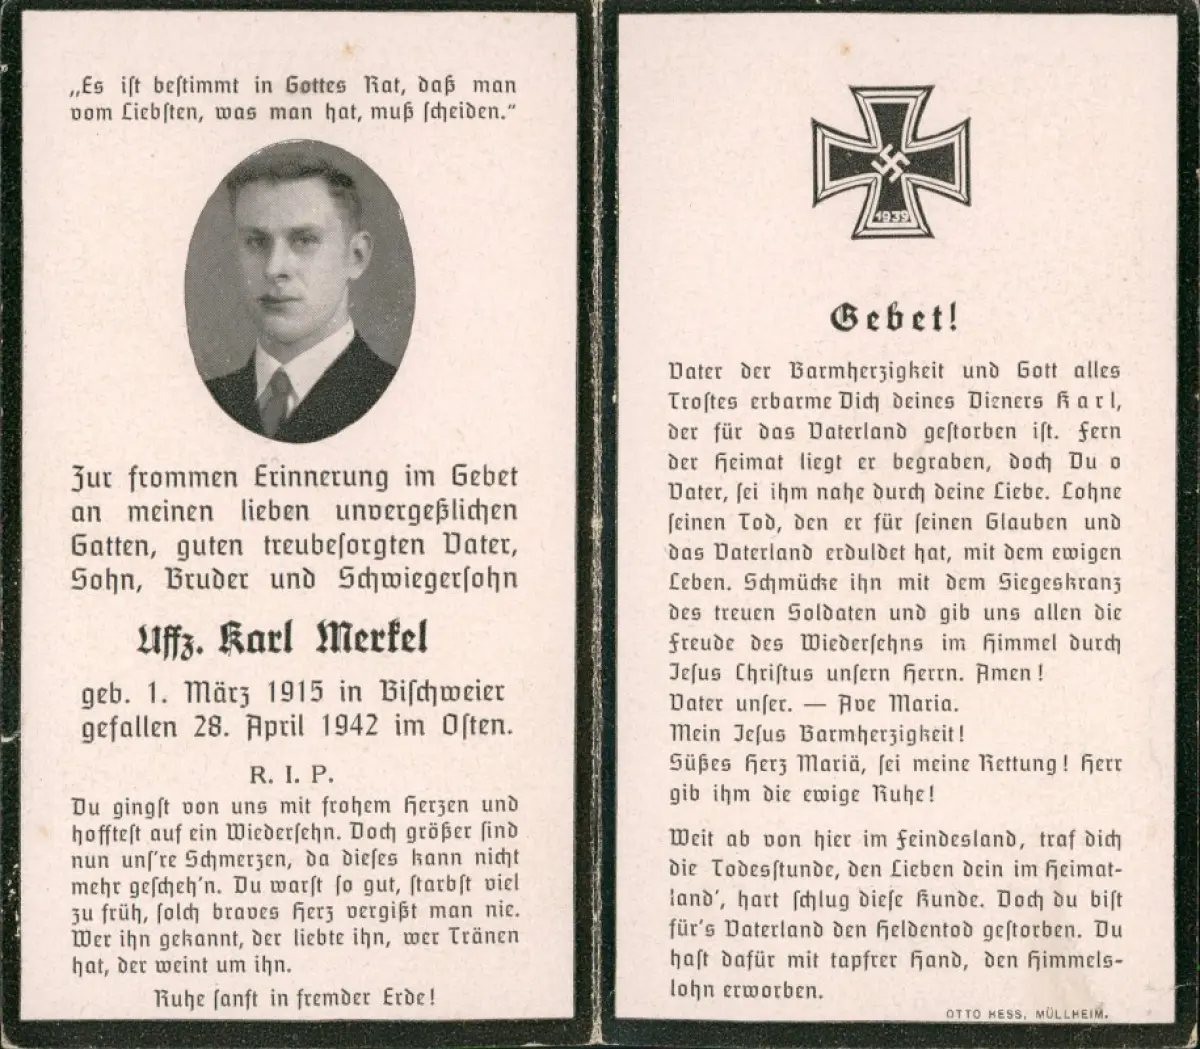 „Es ist bestimmt in Gottes Rat, daß man
vom Liebsten, was man hat, muß scheiden.“
Zur frommen Erinnerung im Gebet
an meinen lieben unvergeßlichen
Gatten, guten treubesorgten Vater,
Sohn, Bruder und Schwiegersohn
Uffz. Karl Merkel
geb. 1. März 1915 in Bischweier
gefallen 28. April 1942 im Osten.
R. I. P.
Du gingst von uns mit frohem Herzen und
hofftest auf ein Wiedersehn. Doch größer sind
nun uns're Schmerzen, da dieses kann nicht
mehr gescheh'n. Du warst so gut, starbst viel
zu früh, solch braves Herz vergißt man nie.
Wer ihn gekannt, der liebte ihn, wer Tränen
hat, der weint um ihn.
Ruhe sanft in fremder Erde!
1939
Gebet!
Vater der Barmherzigkeit und Gott alles
Trostes erbarme Dich deines Dieners Karl,
der für das Vaterland gestorben ist. Fern
der Heimat liegt er begraben, doch Du o
Vater, sei ihm nahe durch deine Liebe. Lohne
seinen Tod, den er für seinen Glauben und
das Vaterland erduldet hat, mit dem ewigen
Leben. Schmücke ihn mit dem Siegeskranz
des treuen Soldaten und gib uns allen die
Freude des Wiedersehns im Himmel durch
Jesus Christus unsern Herrn. Amen!
Vater unser. — Ave Maria.
Mein Jesus Barmherzigkeit!
Süßes Herz Mariä, sei meine Rettung! Herr
gib ihm die ewige Ruhe!
Weit ab von hier im Feindesland, traf dich
die Todesstunde, den Lieben dein im Heimat-
land', hart schlug diese Kunde. Doch du bist
für's Vaterland den Heldentod gestorben. Du
hast dafür mit tapfrer Hand, den Himmels-
lohn erworben.
OTTO HESS, MÜLLHEIM.